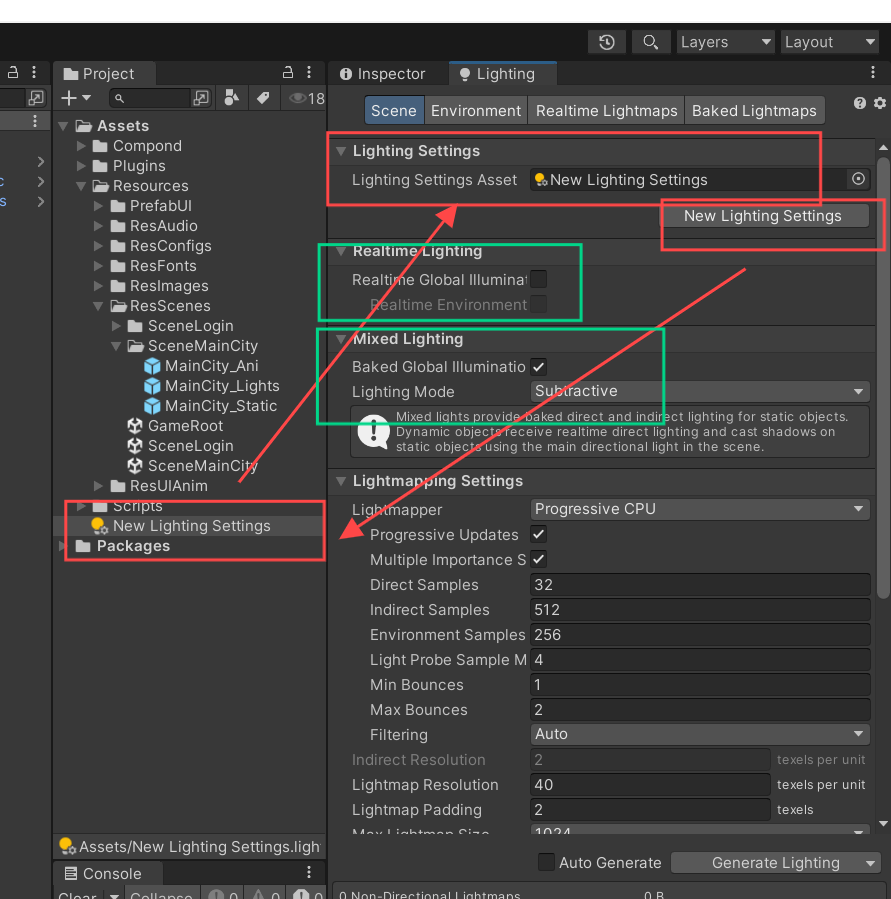 Layers
Layout
Project
Inspector
Lighting
18
Scene
Environment
Realtime Lightmaps
Baked Lightmaps
Assets
Compond
Plugins
Resources
PrefabUI
ResAudio
ResConfigs
ResFonts
ResImages
ResScenes
SceneLogin
SceneMainCity
MainCity_Ani
MainCity_Lights
MainCity_Static
GameRoot
SceneLogin
SceneMainCity
ResUIAnim
Scripts
New Lighting Settings
Packages
Assets/New Lighting Settings.ligh
Console
Clear
Collapse
0
0
0
Lighting Settings
Lighting Settings Asset
New Lighting Settings
New Lighting Settings
Realtime Lighting
Realtime Global Illuminat
Realtime Environment
Mixed Lighting
Baked Global Illuminatio
Lighting Mode
Subtractive
Mixed lights provide baked direct and indirect lighting for static objects.
Dynamic objects receive realtime direct lighting and cast shadows on
static objects using the main directional light in the scene.
Lightmapping Settings
Lightmapper
Progressive CPU
Progressive Updates
Multiple Importance S
Direct Samples
32
Indirect Samples
512
Environment Samples
256
Light Probe Sample M
4
Min Bounces
1
Max Bounces
2
Filtering
Auto
Indirect Resolution
2
texels per unit
Lightmap Resolution
40
texels per unit
Lightmap Padding
2
texels
Max Lightmap Size
1024
Auto Generate
Generate Lighting
0 Non-Directional Lightmaps
0 B